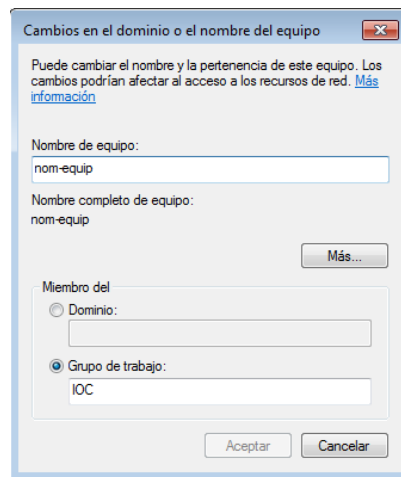 Cambios en el dominio o el nombre del equipo
Puede cambiar el nombre y la pertenencia de este equipo. Los
cambios podrían afectar al acceso a los recursos de red. Más
información
Nombre de equipo:
nom-equip
Nombre completo de equipo:
nom-equip
Más...
Miembro del
Dominio:
Grupo de trabajo:
IOC
Aceptar
Cancelar